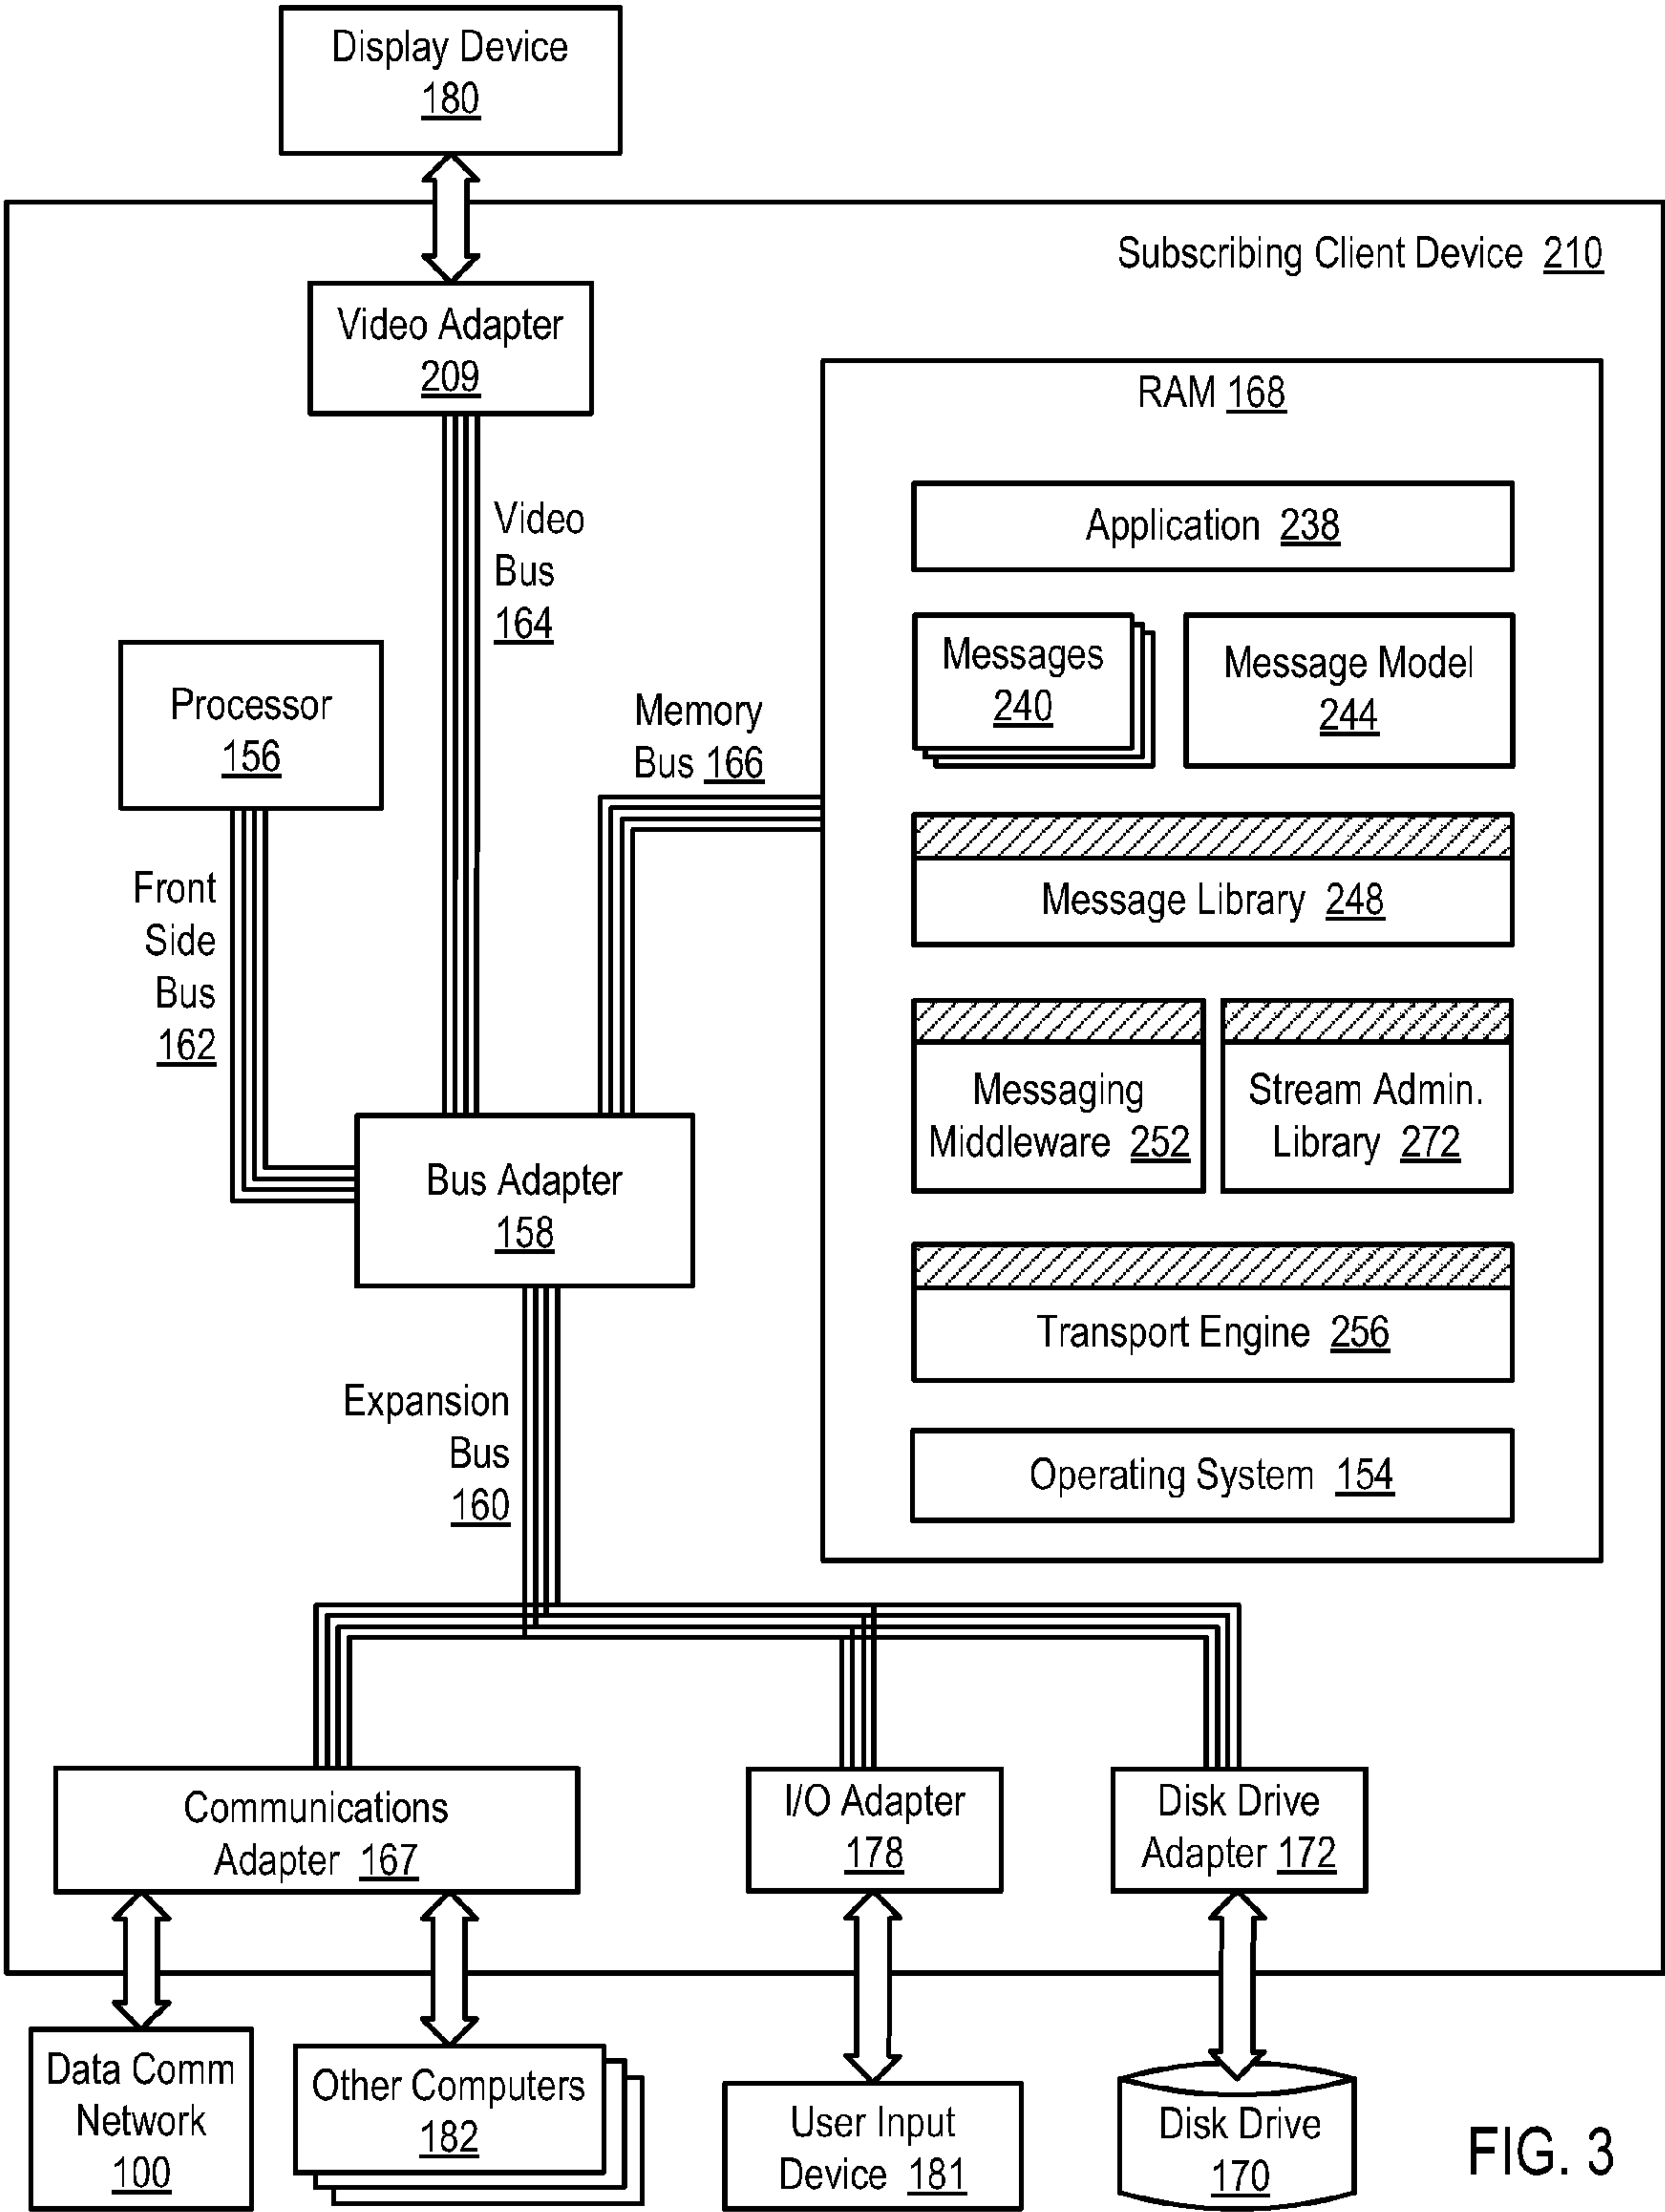 Display Device
180
Subscribing Client Device 210
Video Adapter
209
RAM 168
Application 238
Video
Bus
164
Messages
240
Message Model
244
Processor
156
Memory
Bus 166
Front
Side
Bus
162
Message Library 248
Messaging
Middleware 252
Stream Admin.
Library 272
Bus Adapter
158
Transport Engine 256
Expansion
Bus
160
Operating System 154
Communications
Adapter 167
I/O Adapter
178
Disk Drive
Adapter 172
Data Comm
Network
100
Other Computers
182
User Input
Device 181
Disk Drive
170
FIG. 3